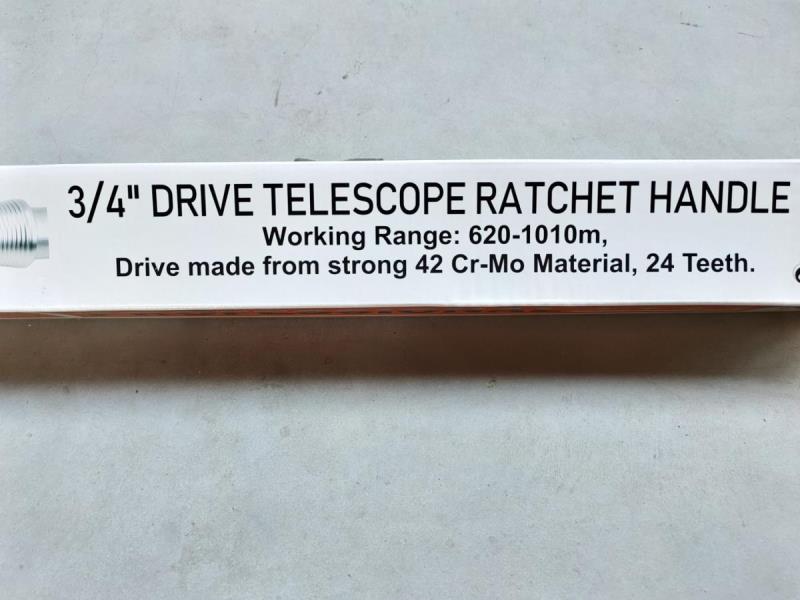 3/4" DRIVE TELESCOPE RATCHET HANDLE
Working Range: 620-1010m,
Drive made from strong 42 Cr-Mo Material, 24 Teeth.